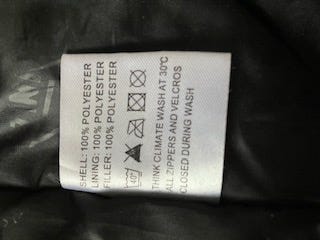 SHELL: 100% POLYESTER
LINING: 100% POLYESTER
FILLER: 100% POLYESTER
40°
THINK CLIMATE WASH AT 30°C
ALL ZIPPERS AND VELCROS
CLOSED DURING WASH